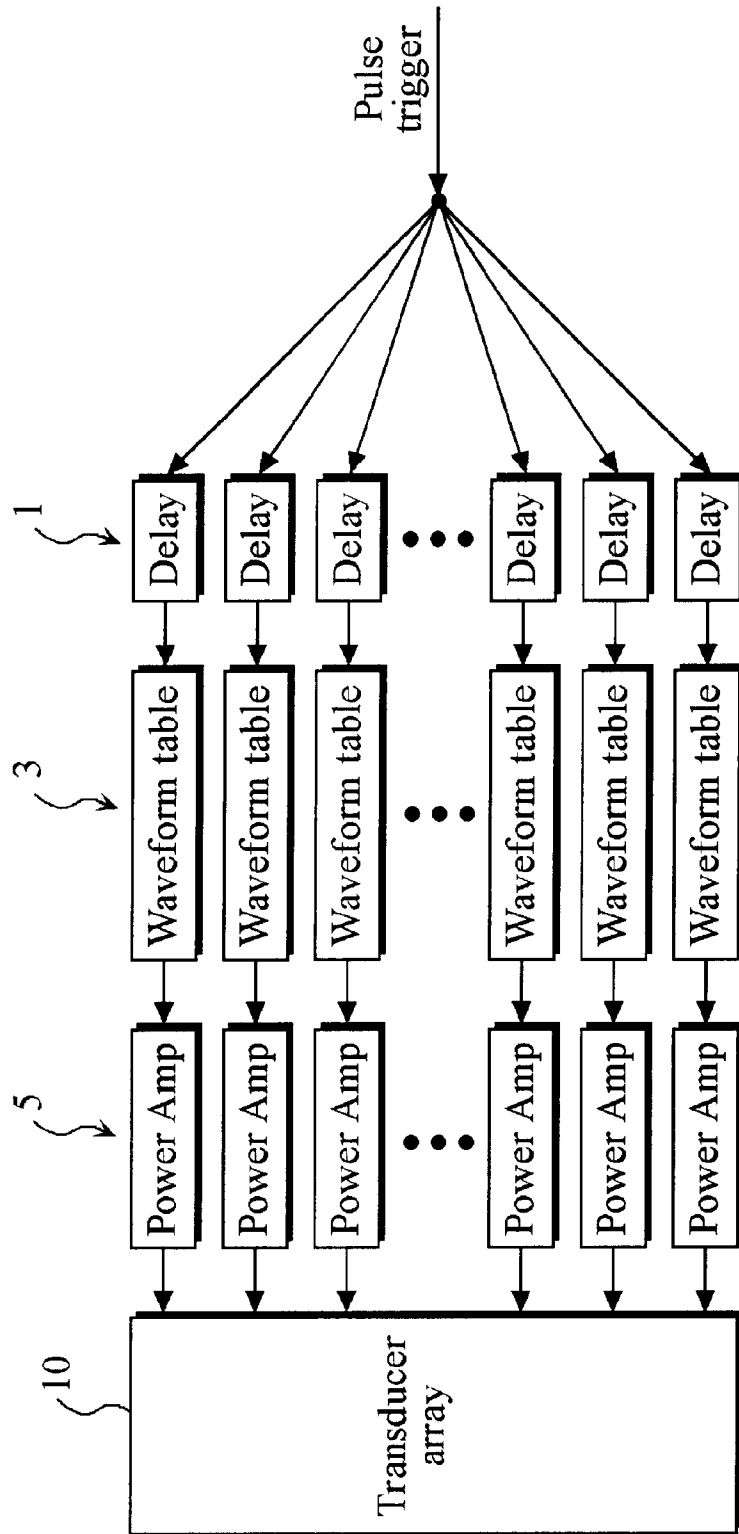 10
5
3
1
Transducer
array
Power Amp
Waveform table
Delay
Power Amp
Waveform table
Delay
Power Amp
Waveform table
Delay
Pulse
trigger
Power Amp
Waveform table
Delay
Power Amp
Waveform table
Delay
Power Amp
Waveform table
Delay